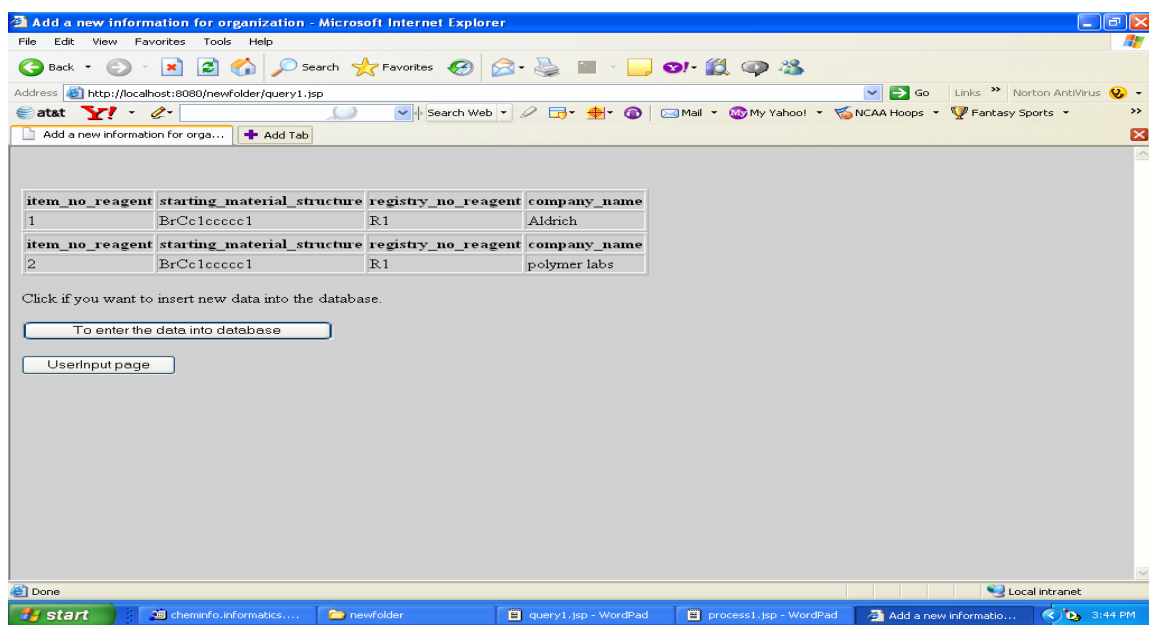 Add a new information for organization - Microsoft Internet Explorer
File Edit View Favorites Tools Help
Back Search Favorites
Address http://localhost:8080/newfolder/query1.jsp Go Links >> Norton AntiVirus
at&t Y! Search Web Mail My Yahoo! NCAA Hoops Fantasy Sports >>
Add a new information for orga... Add Tab
item_no_reagent starting_material_structure registry_no_reagent company_name
1 BrCc1ccccc1 R1 Aldrich
item_no_reagent starting_material_structure registry_no_reagent company_name
2 BrCc1ccccc1 R1 polymer labs
Click if you want to insert new data into the database.
To enter the data into database
UserInput page
Done Local intranet
start cheminfo.informatics.... newfolder query1.jsp - WordPad process1.jsp - WordPad Add a new informatio... 3:44 PM